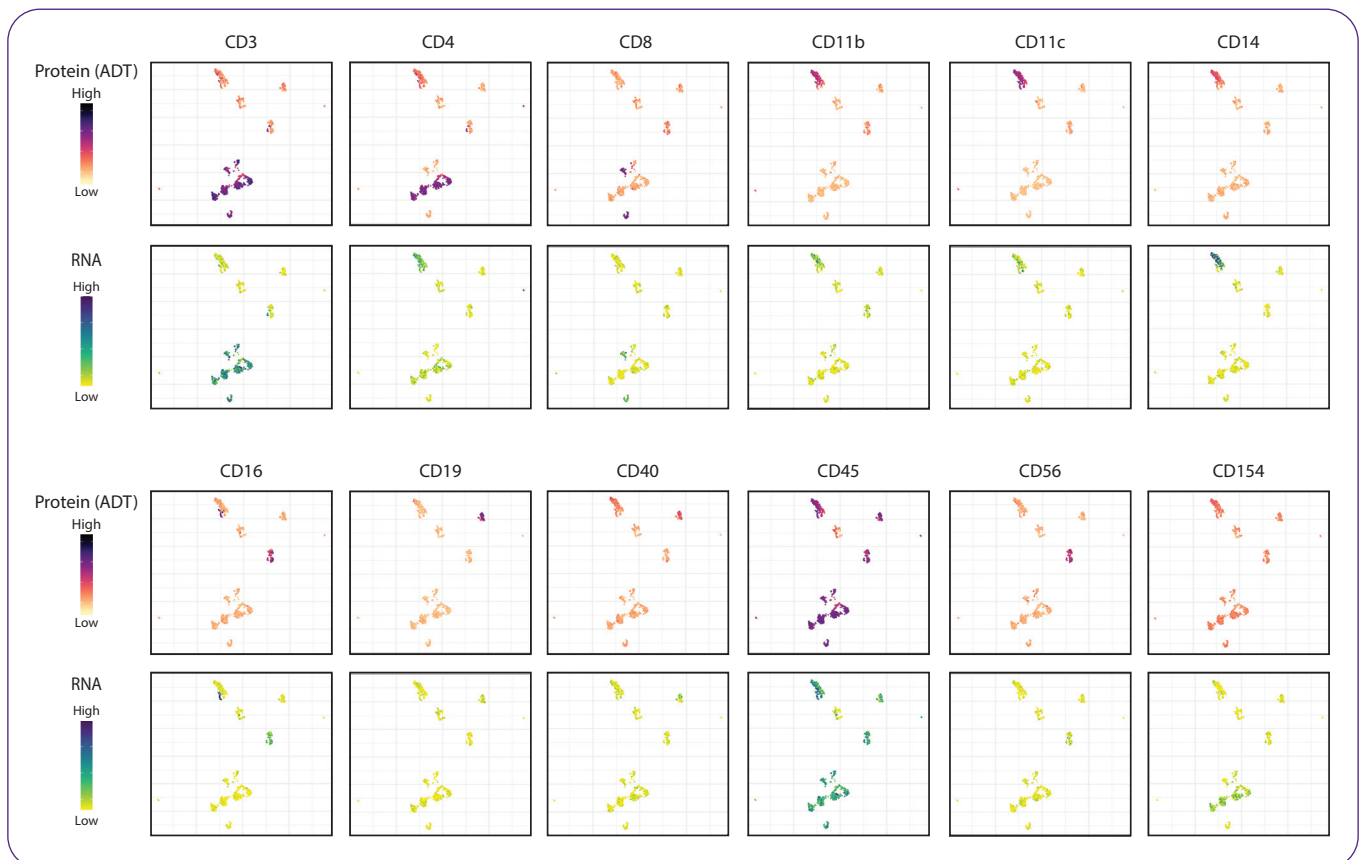 CD3 CD4 CD8 CD11b CD11c CD14
Protein (ADT)
High
Low
RNA
High
Low
CD16 CD19 CD40 CD45 CD56 CD154
Protein (ADT)
High
Low
RNA
High
Low